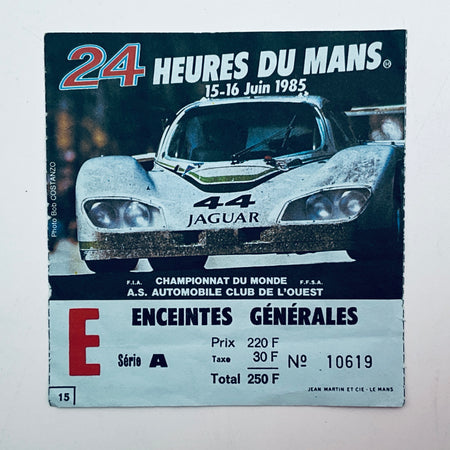 24 HEURES DU MANS
15-16 Juin 1985
Photo Bob COSTANZO
44
JAGUAR
F.I.A. CHAMPIONNAT DU MONDE F.F.S.A.
A.S. AUTOMOBILE CLUB DE L'OUEST
E ENCEINTES GÉNÉRALES
Série A
Prix 220 F
Taxe 30 F
Total 250 F
Nº 10619
15
JEAN MARTIN ET CIE - LE MANS